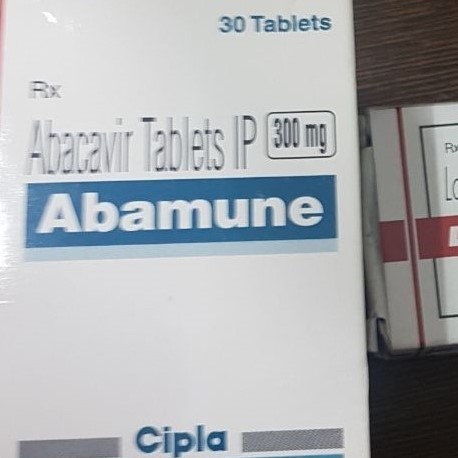 30 Tablets
Rx
Abacavir Tablets IP 300 mg
Abamune
Cipla
Rx